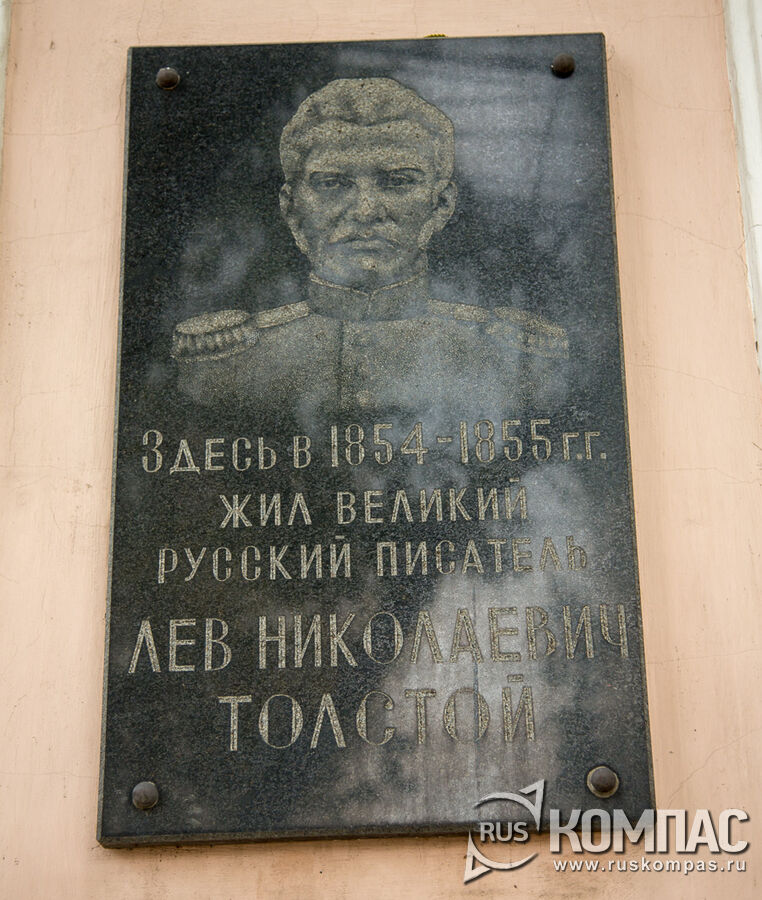 Здесь в 1854-1855 г.г.
жил великий
русский писатель
Лев Николаевич
Толстой
RUS КОМПАС
www.ruskompas.ru